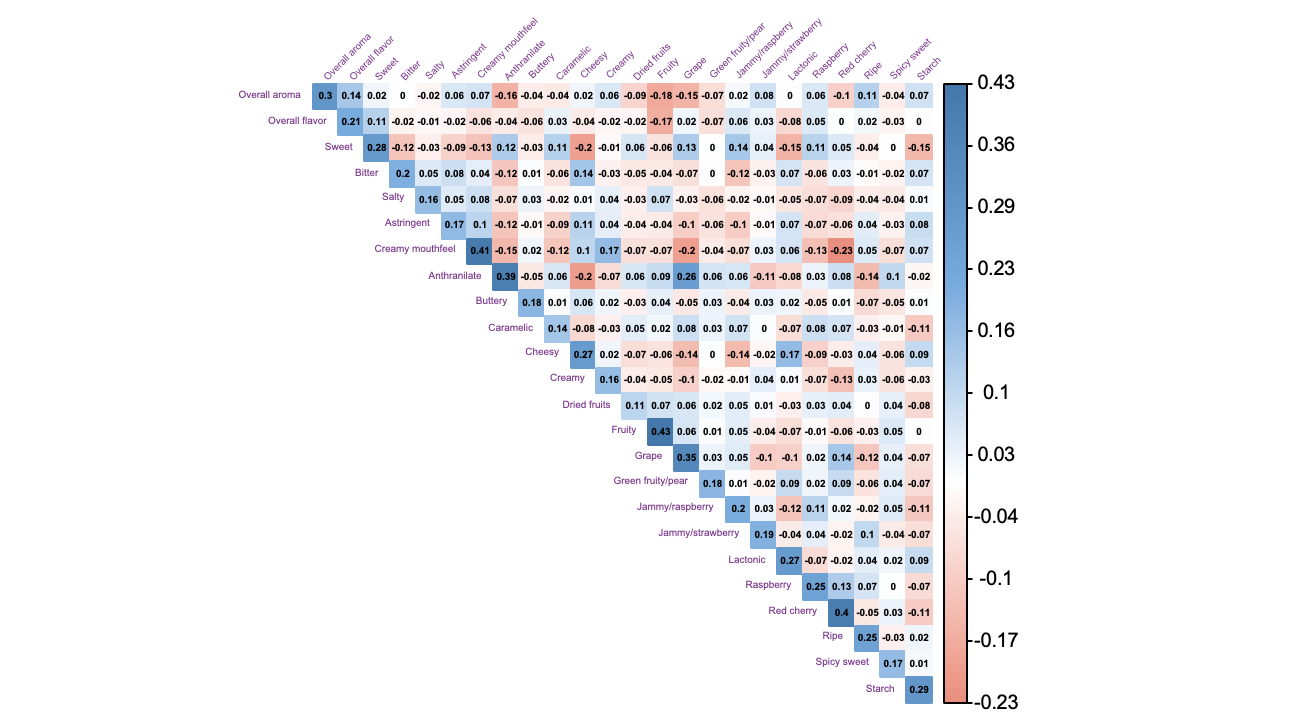 Overall aroma Overall flavor Sweet Bitter Salty Astringent Creamy mouthfeel Anthranilate Buttery Caramelic Cheesy Creamy Dried fruits Fruity Grape Green fruity/pear Jammy/raspberry Jammy/strawberry Lactonic Raspberry Red cherry Ripe Spicy sweet Starch
Overall aroma 0.3 0.14 0.02 0 -0.02 0.06 0.07 -0.16 -0.04 -0.04 0.02 0.06 -0.09 -0.18 -0.15 -0.07 0.02 0.08 0 0.06 -0.1 0.11 -0.04 0.07
Overall flavor 0.21 0.11 -0.02 -0.01 -0.02 -0.06 -0.04 -0.06 0.03 -0.04 -0.02 -0.02 -0.17 0.02 -0.07 0.06 0.03 -0.08 0.05 0 0.02 -0.03 0
Sweet 0.28 -0.12 -0.03 -0.09 -0.13 0.12 -0.03 0.11 -0.2 -0.01 0.06 -0.06 0.13 0 0.14 0.04 -0.15 0.11 0.05 -0.04 0 -0.15
Bitter 0.2 0.05 0.08 0.04 -0.12 0.01 -0.06 0.14 -0.03 -0.05 -0.04 -0.07 0 -0.12 -0.03 0.07 -0.06 0.03 -0.01 -0.02 0.07
Salty 0.16 0.05 0.08 -0.07 0.03 -0.02 0.01 0.04 -0.03 0.07 -0.03 -0.06 -0.02 -0.01 -0.05 -0.07 -0.09 -0.04 -0.04 0.01
Astringent 0.17 0.1 -0.12 -0.01 -0.09 0.11 0.04 -0.04 -0.04 -0.1 -0.06 -0.1 -0.01 0.07 -0.07 -0.06 0.04 -0.03 0.08
Creamy mouthfeel 0.41 -0.15 0.02 -0.12 0.1 0.17 -0.07 -0.07 -0.2 -0.04 -0.07 0.03 0.06 -0.13 -0.23 0.05 -0.07 0.07
Anthranilate 0.39 -0.05 0.06 -0.2 -0.07 0.06 0.09 0.26 0.06 0.06 -0.11 -0.08 0.03 0.08 -0.14 0.1 -0.02
Buttery 0.18 0.01 0.06 0.02 -0.03 0.04 -0.05 0.03 -0.04 0.03 0.02 -0.05 0.01 -0.07 -0.05 0.01
Caramelic 0.14 -0.08 -0.03 0.05 0.02 0.08 0.03 0.07 0 -0.07 0.08 0.07 -0.03 -0.01 -0.11
Cheesy 0.27 0.02 -0.07 -0.06 -0.14 0 -0.14 -0.02 0.17 -0.09 -0.03 0.04 -0.06 0.09
Creamy 0.16 -0.04 -0.05 -0.1 -0.02 -0.01 0.04 0.01 -0.07 -0.13 0.03 -0.06 -0.03
Dried fruits 0.11 0.07 0.06 0.02 0.05 0.01 -0.03 0.03 0.04 0 0.04 -0.08
Fruity 0.43 0.06 0.01 0.05 -0.04 -0.07 -0.01 -0.06 -0.03 0.05 0
Grape 0.35 0.03 0.05 -0.1 -0.1 0.02 0.14 -0.12 0.04 -0.07
Green fruity/pear 0.18 0.01 -0.02 0.09 0.02 0.09 -0.06 0.04 -0.07
Jammy/raspberry 0.2 0.03 -0.12 0.11 0.02 -0.02 0.05 -0.11
Jammy/strawberry 0.19 -0.04 0.04 -0.02 0.1 -0.04 -0.07
Lactonic 0.27 -0.07 -0.02 0.04 0.02 0.09
Raspberry 0.25 0.13 0.07 0 -0.07
Red cherry 0.4 -0.05 0.03 -0.11
Ripe 0.25 -0.03 0.02
Spicy sweet 0.17 0.01
Starch 0.29
0.43
0.36
0.29
0.23
0.16
0.1
0.03
-0.04
-0.1
-0.17
-0.23